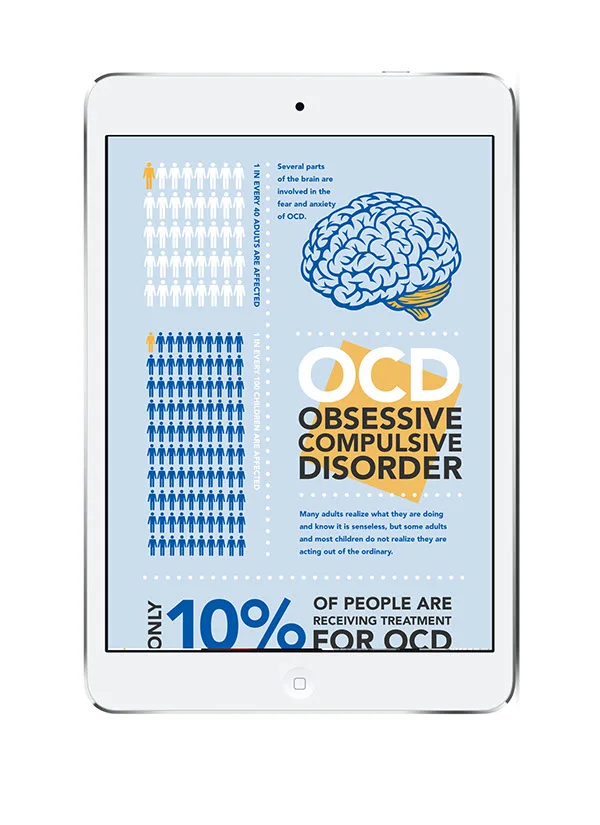 1 IN EVERY 40 ADULTS ARE AFFECTED
Several parts
of the brain are
involved in the
fear and anxiety
of OCD.
1 IN EVERY 100 CHILDREN ARE AFFECTED
OCD
OBSESSIVE
COMPULSIVE
DISORDER
Many adults realize what they are doing
and know it is senseless, but some adults
and most children do not realize they are
acting out of the ordinary.
ONLY
10%
OF PEOPLE ARE
RECEIVING TREATMENT
FOR OCD